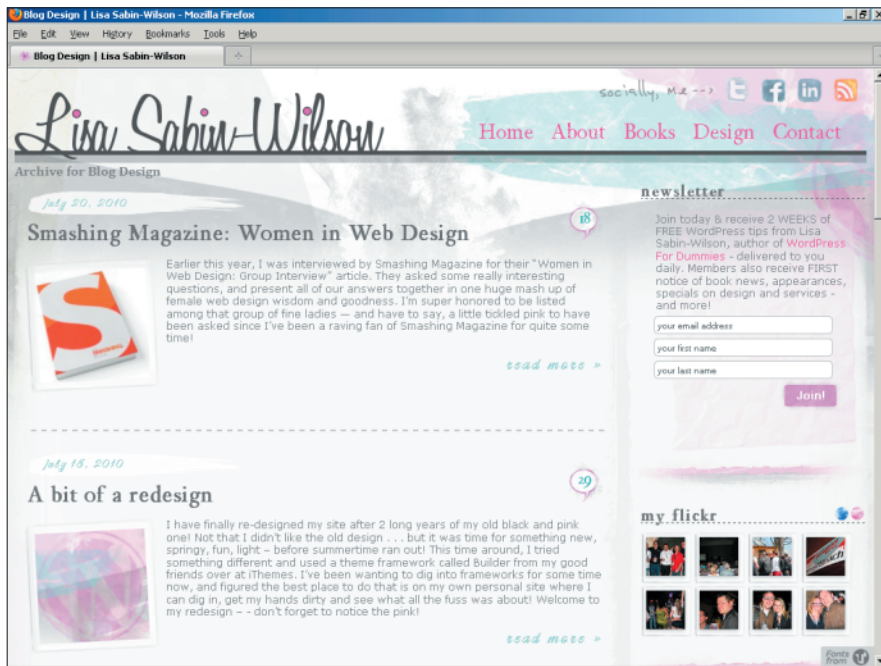 Blog Design | Lisa Sabin-Wilson - Mozilla Firefox
File Edit View History Bookmarks Tools Help
Blog Design | Lisa Sabin-Wilson
socially, me -->
Lisa Sabin-Wilson
Home About Books Design Contact
Archive for Blog Design
July 20, 2010
18
Smashing Magazine: Women in Web Design
Earlier this year, I was interviewed by Smashing Magazine for their "Women in
Web Design: Group Interview" article. They asked some really interesting
questions, and present all of our answers together in one huge mash up of
female web design wisdom and goodness. I'm super honored to be listed
among that group of fine ladies — and have to say, a little tickled pink to have
been asked since I've been a raving fan of Smashing Magazine for quite some
time!
read more »
July 15, 2010
29
A bit of a redesign
I have finally re-designed my site after 2 long years of my old black and pink
one! Not that I didn't like the old design . . . but it was time for something new,
springy, fun, light – before summertime ran out! This time around, I tried
something different and used a theme framework called Builder from my good
friends over at iThemes. I've been wanting to dig into frameworks for some time
now, and figured the best place to do that is on my own personal site where I
can dig in, get my hands dirty and see what all the fuss was about! Welcome to
my redesign – - don't forget to notice the pink!
read more »
newsletter
Join today & receive 2 WEEKS of
FREE WordPress tips from Lisa
Sabin-Wilson, author of WordPress
For Dummies - delivered to you
daily. Members also receive FIRST
notice of book news, appearances,
specials on design and services -
and more!
your email address
your first name
your last name
Join!
my flickr
Fonts
from